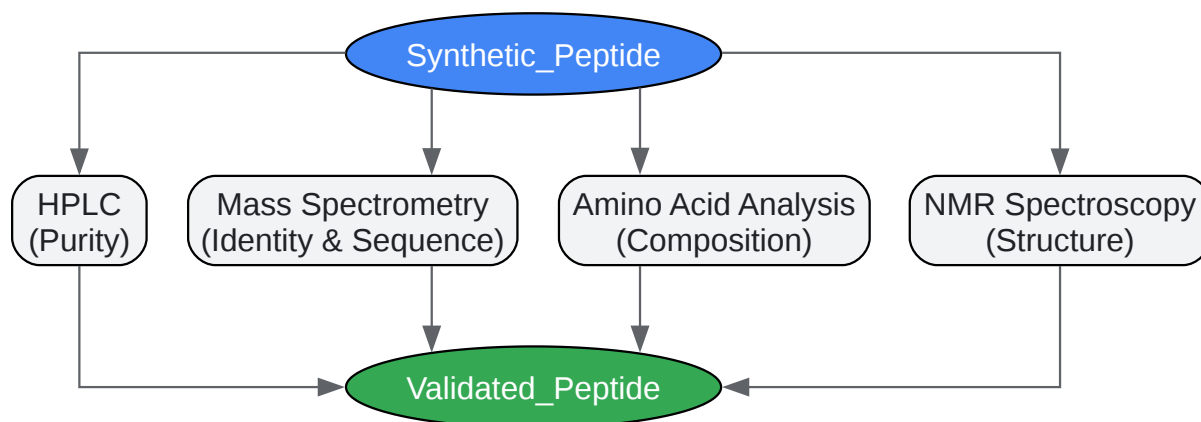 Synthetic_Peptide
HPLC
(Purity)
Mass Spectrometry
(Identity & Sequence)
Amino Acid Analysis
(Composition)
NMR Spectroscopy
(Structure)
Validated_Peptide